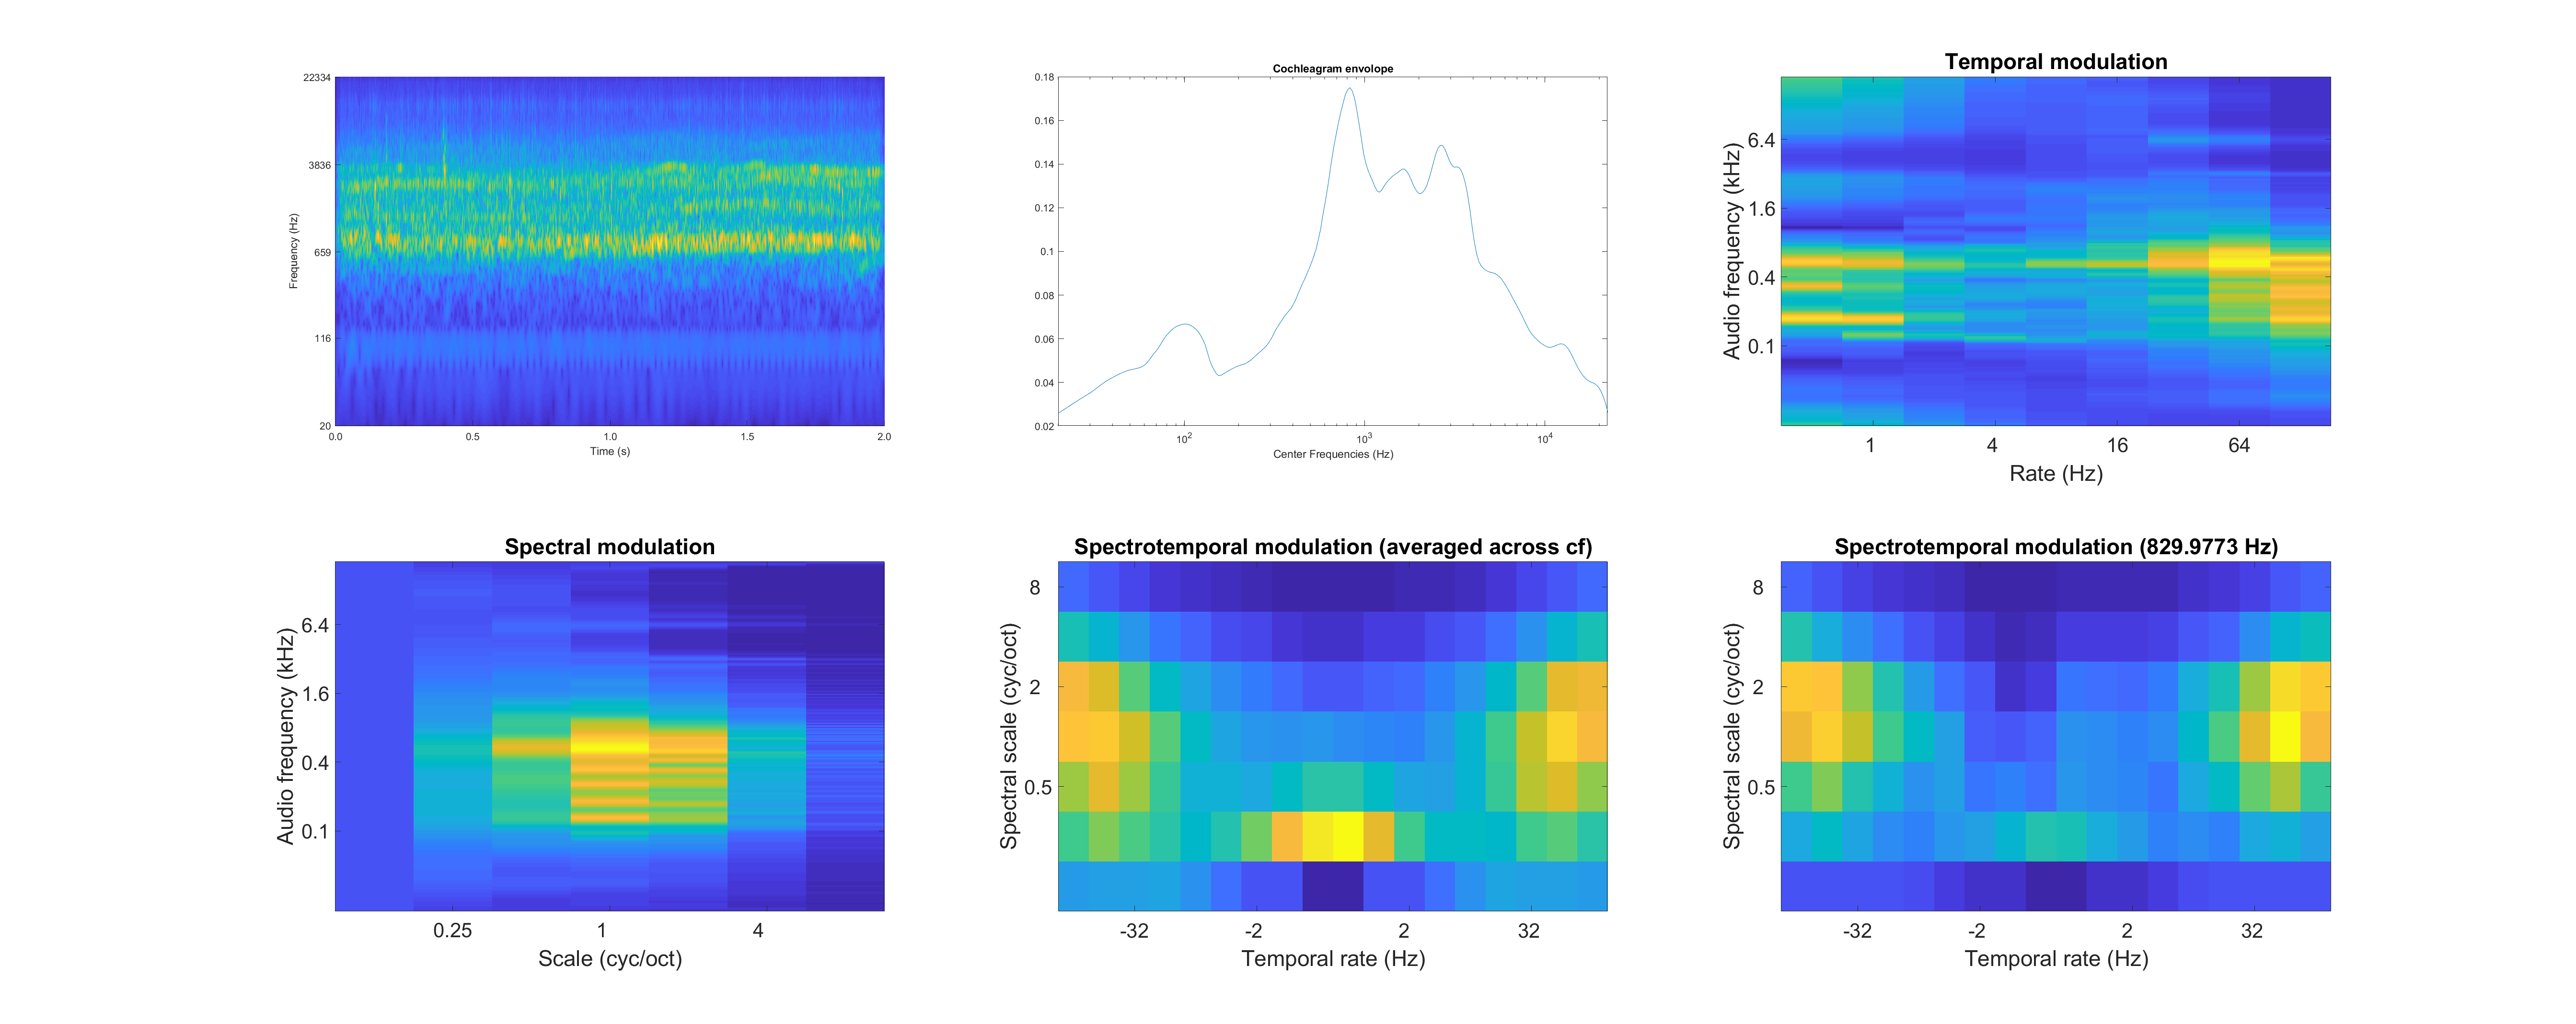 22334
3836
659
116
20
Frequency (Hz)
0.0 0.5 1.0 1.5 2.0
Time (s)
Cochleagram envolope
0.18
0.16
0.14
0.12
0.1
0.08
0.06
0.04
0.02
10² 10³ 10⁴
Center Frequencies (Hz)
Temporal modulation
6.4
1.6
0.4
0.1
Audio frequency (kHz)
1 4 16 64
Rate (Hz)
Spectral modulation
6.4
1.6
0.4
0.1
Audio frequency (kHz)
0.25 1 4
Scale (cyc/oct)
Spectrotemporal modulation (averaged across cf)
8
2
0.5
Spectral scale (cyc/oct)
-32 -2 2 32
Temporal rate (Hz)
Spectrotemporal modulation (829.9773 Hz)
8
2
0.5
Spectral scale (cyc/oct)
-32 -2 2 32
Temporal rate (Hz)